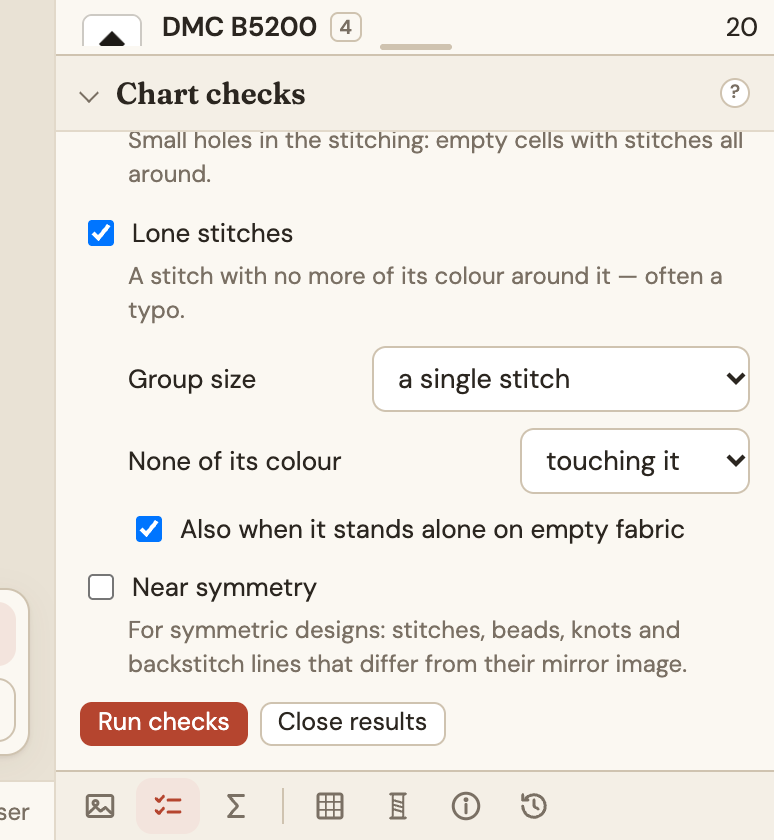 DMC B5200 4 20
Chart checks ?
Small holes in the stitching: empty cells with stitches all
around.
Lone stitches
A stitch with no more of its colour around it — often a
typo.
Group size a single stitch
None of its colour touching it
Also when it stands alone on empty fabric
Near symmetry
For symmetric designs: stitches, beads, knots and
backstitch lines that differ from their mirror image.
Run checks Close results
ser